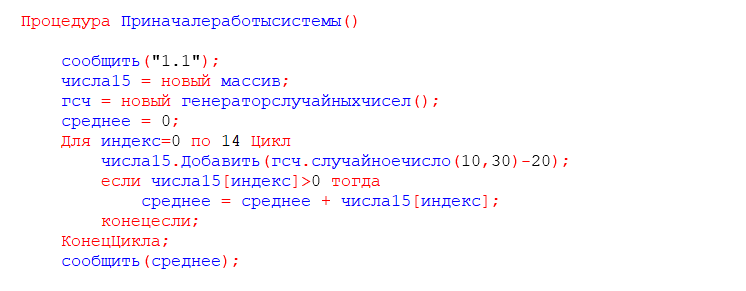 Процедура Приначалеработысистемы()
сообщить("1.1");
числа15 = новый массив;
гсч = новый генераторслучайныхчисел();
среднее = 0;
Для индекс=0 по 14 Цикл
числа15.Добавить(гсч.случайноечисло(10,30)-20);
если числа15[индекс]>0 тогда
среднее = среднее + числа15[индекс];
конецесли;
КонецЦикла;
сообщить(среднее);